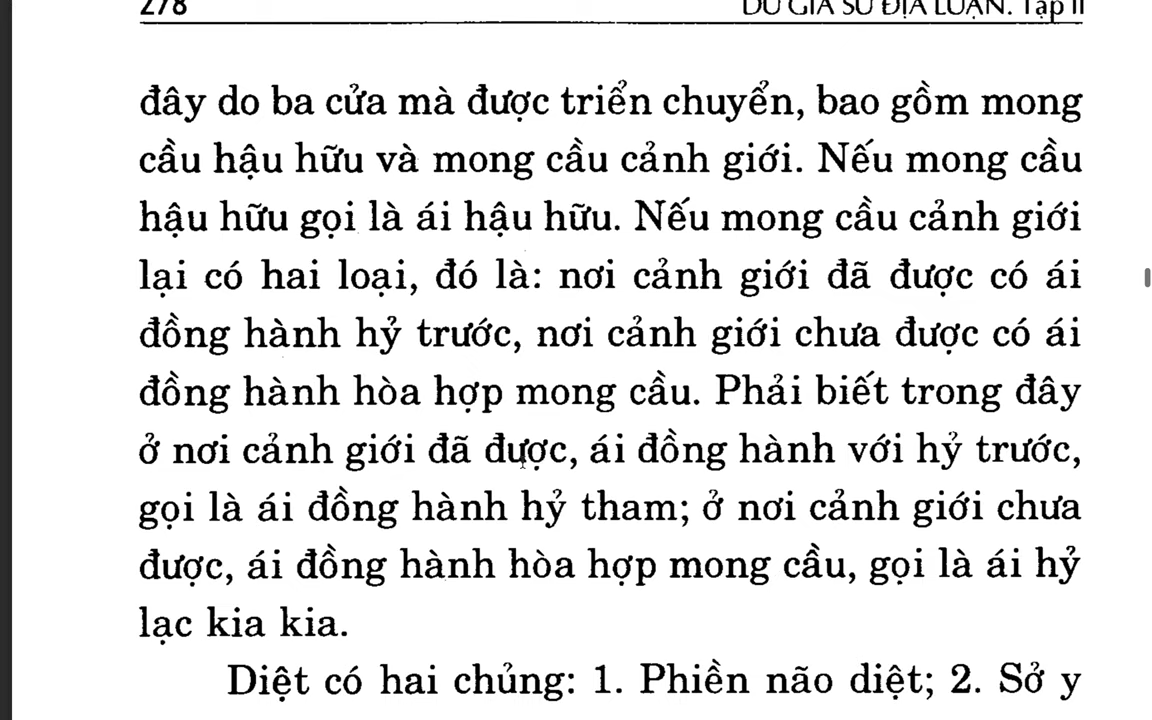 278 DU GIÀ SƯ ĐỊA LUẬN. Tập II
đây do ba cửa mà được triển chuyển, bao gồm mong
cầu hậu hữu và mong cầu cảnh giới. Nếu mong cầu
hậu hữu gọi là ái hậu hữu. Nếu mong cầu cảnh giới
lại có hai loại, đó là: nơi cảnh giới đã được có ái
đồng hành hỷ trước, nơi cảnh giới chưa được có ái
đồng hành hòa hợp mong cầu. Phải biết trong đây
ở nơi cảnh giới đã được, ái đồng hành với hỷ trước,
gọi là ái đồng hành hỷ tham; ở nơi cảnh giới chưa
được, ái đồng hành hòa hợp mong cầu, gọi là ái hỷ
lạc kia kia.
Diệt có hai chủng: 1. Phiền não diệt; 2. Sở y